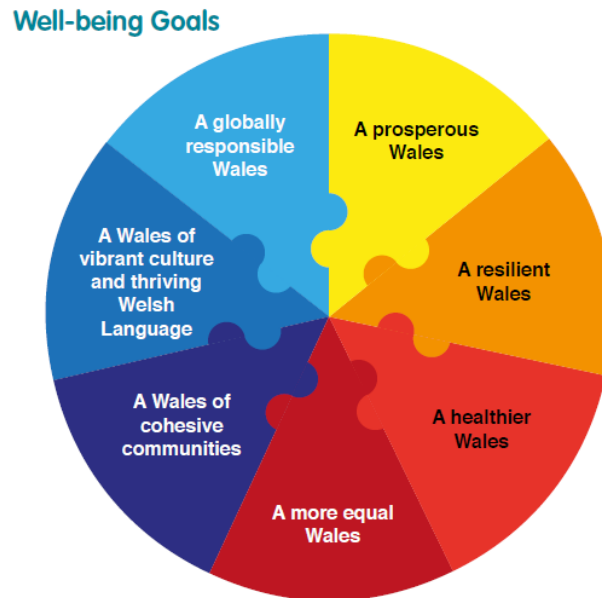 Well-being Goals
A prosperous
Wales
A resilient
Wales
A healthier
Wales
A more equal
Wales
A Wales of
cohesive
communities
A Wales of
vibrant culture
and thriving
Welsh
Language
A globally
responsible
Wales